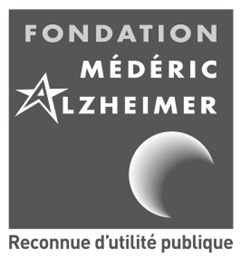 FONDATION
MÉDÉRIC
ALZHEIMER
Reconnue d'utilité publique